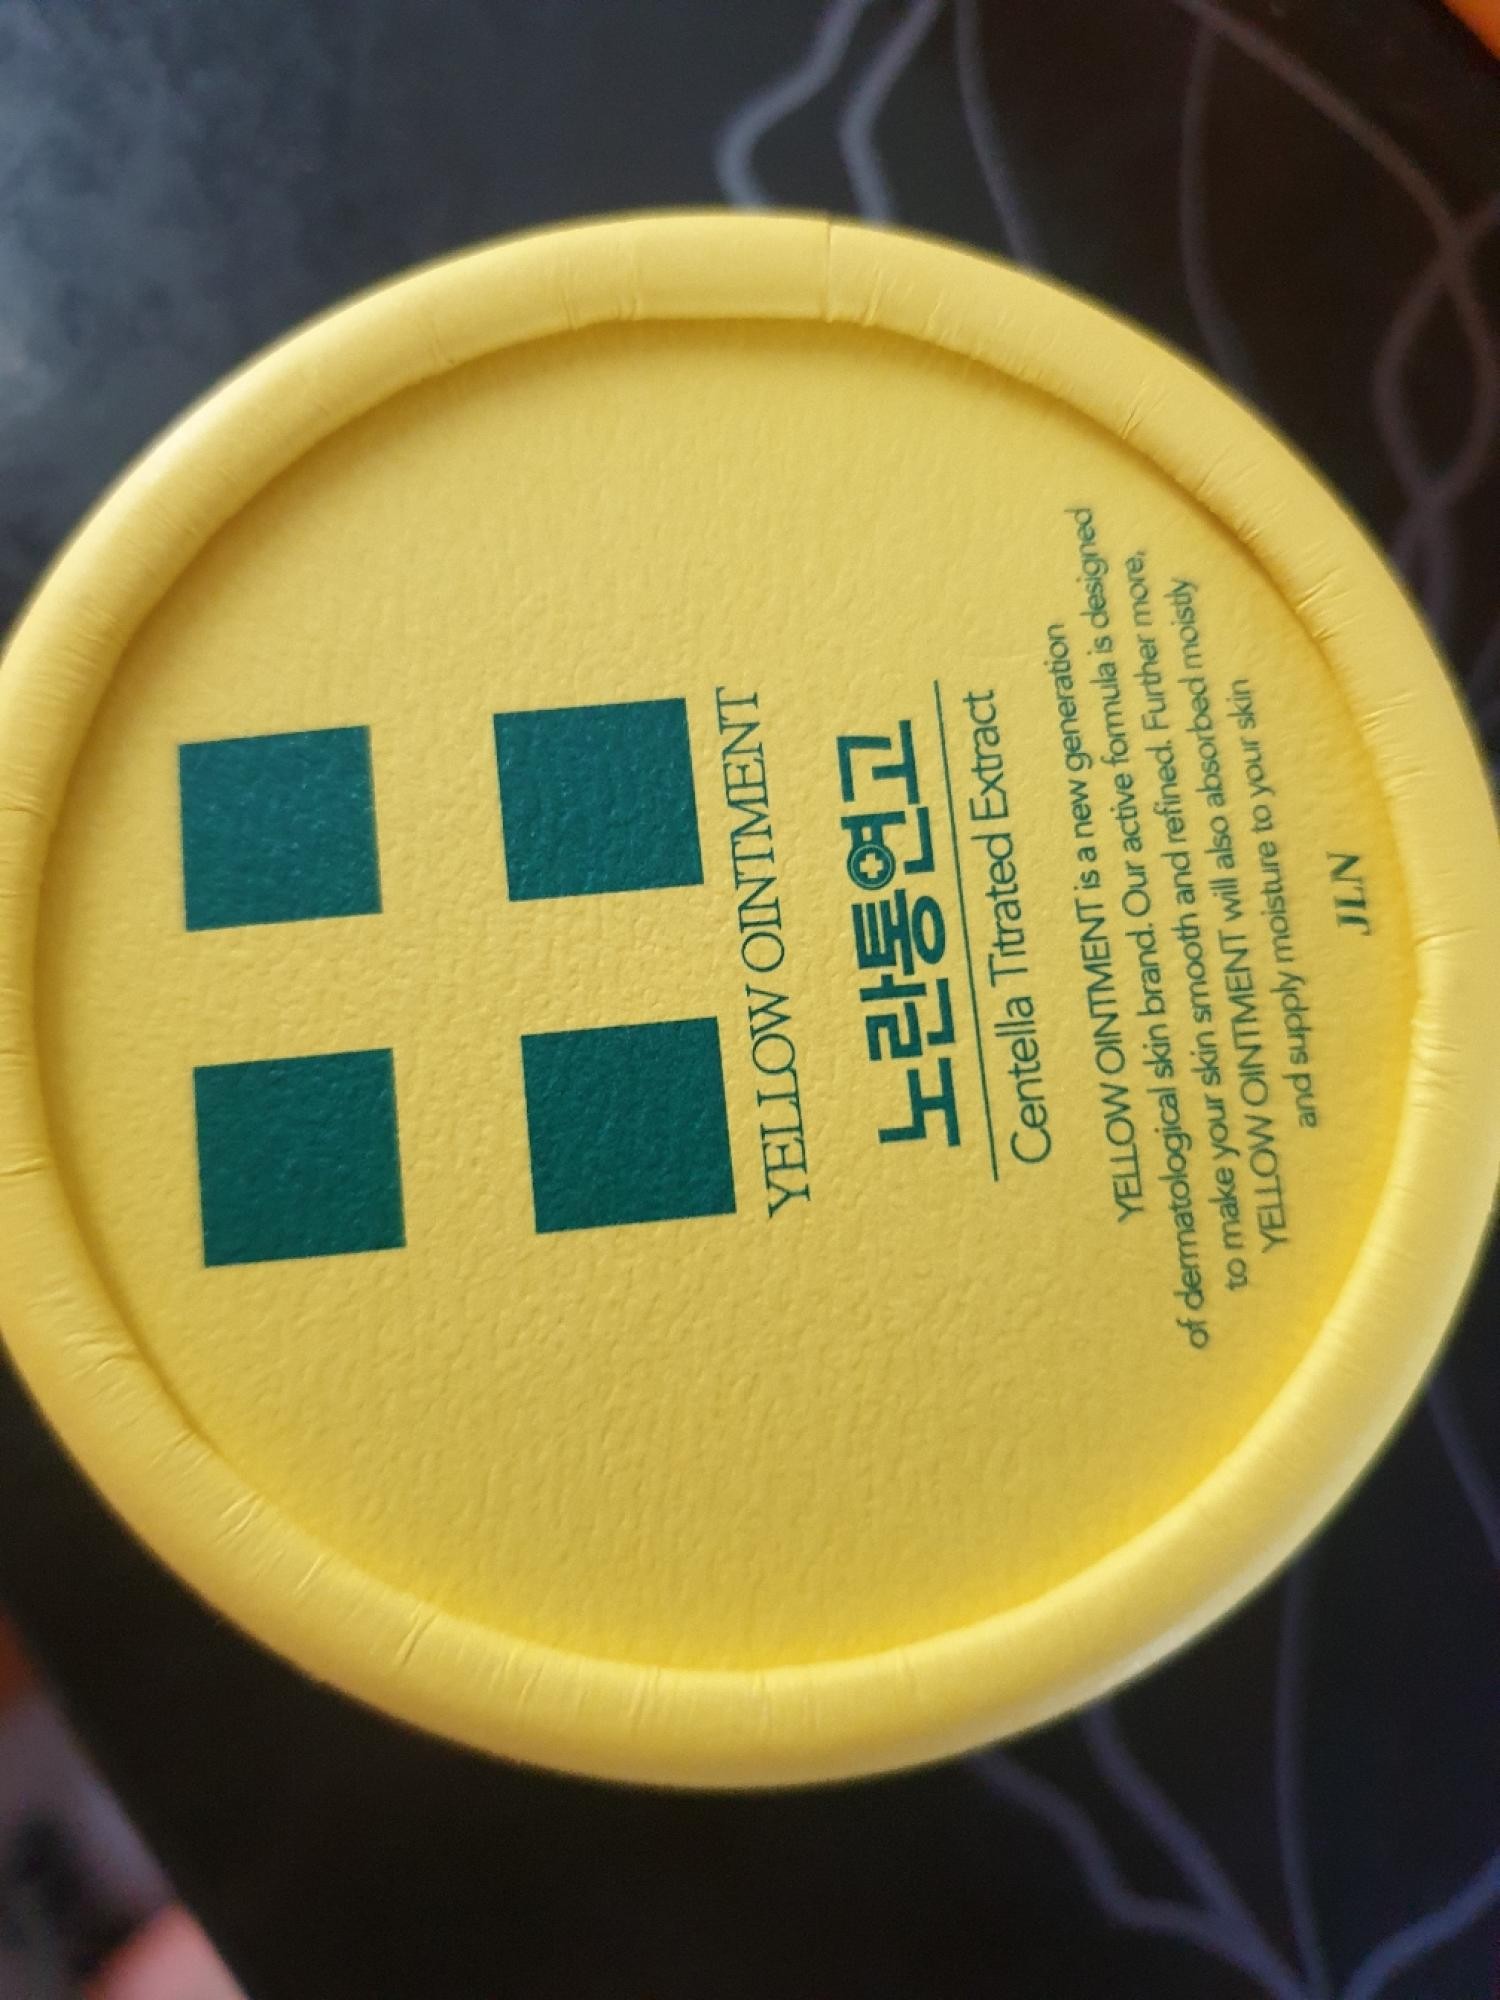 YELLOW OINTMENT
노란통연고
Centella Titrated Extract
YELLOW OINTMENT is a new generation
of dermatological skin brand. Our active formula is designed
to make your skin smooth and refined. Further more,
YELLOW OINTMENT will also absorbed moistly
and supply moisture to your skin
JLN